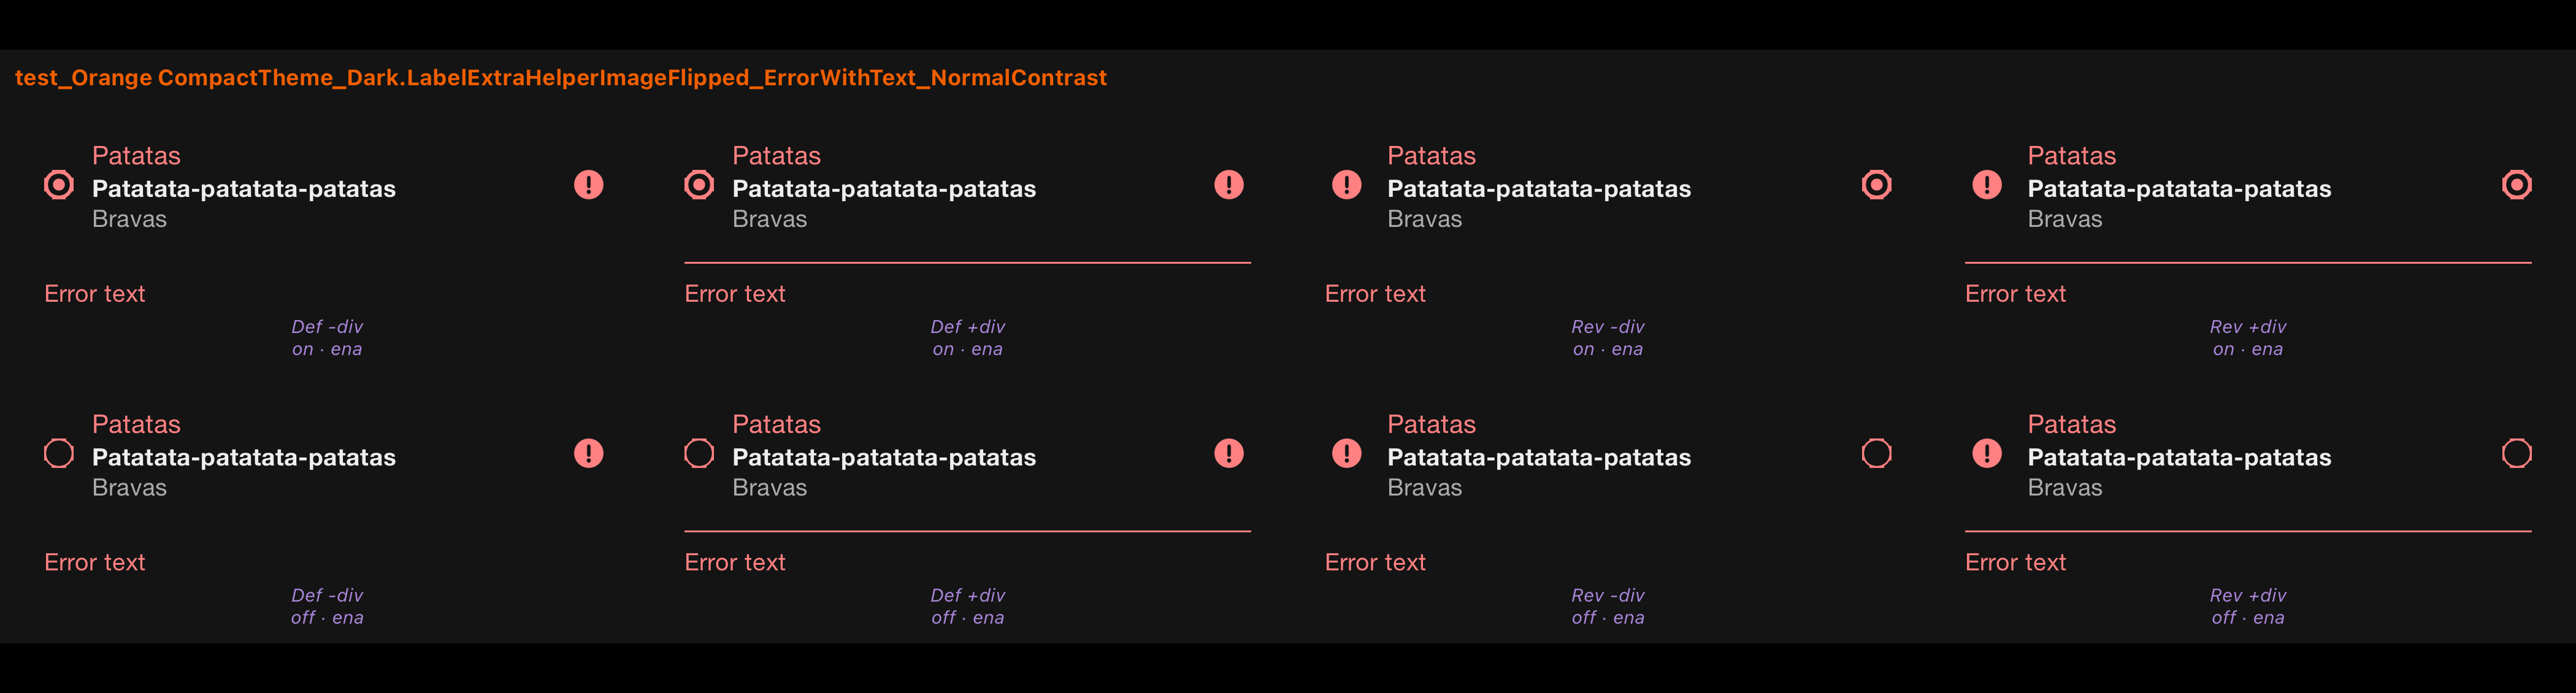 test_Orange CompactTheme_Dark.LabelExtraHelperImageFlipped_ErrorWithText_NormalContrast
Patatas
Patatata-patatata-patatas
Bravas
Error text
Def -div
on · ena
Patatas
Patatata-patatata-patatas
Bravas
Error text
Def +div
on · ena
Patatas
Patatata-patatata-patatas
Bravas
Error text
Rev -div
on · ena
Patatas
Patatata-patatata-patatas
Bravas
Error text
Rev +div
on · ena
Patatas
Patatata-patatata-patatas
Bravas
Error text
Def -div
off · ena
Patatas
Patatata-patatata-patatas
Bravas
Error text
Def +div
off · ena
Patatas
Patatata-patatata-patatas
Bravas
Error text
Rev -div
off · ena
Patatas
Patatata-patatata-patatas
Bravas
Error text
Rev +div
off · ena